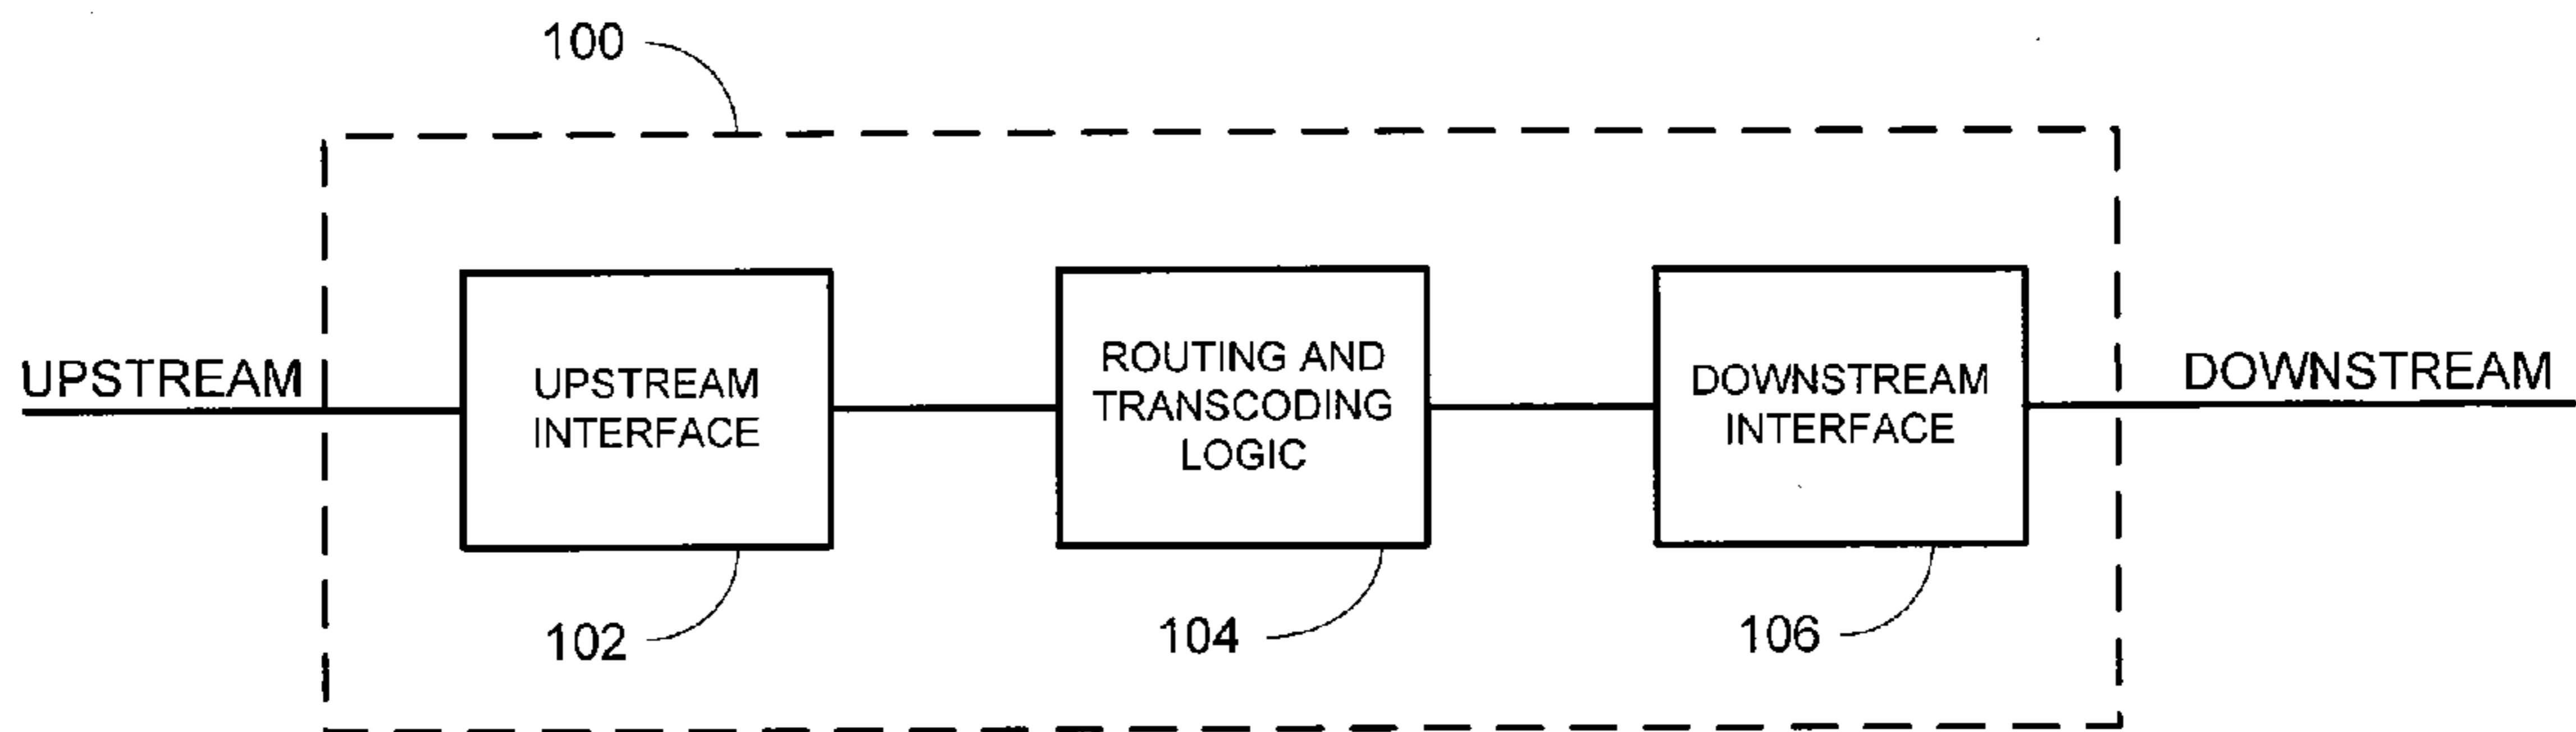 100
UPSTREAM
UPSTREAM
INTERFACE
ROUTING AND
TRANSCODING
LOGIC
DOWNSTREAM
INTERFACE
DOWNSTREAM
102
104
106